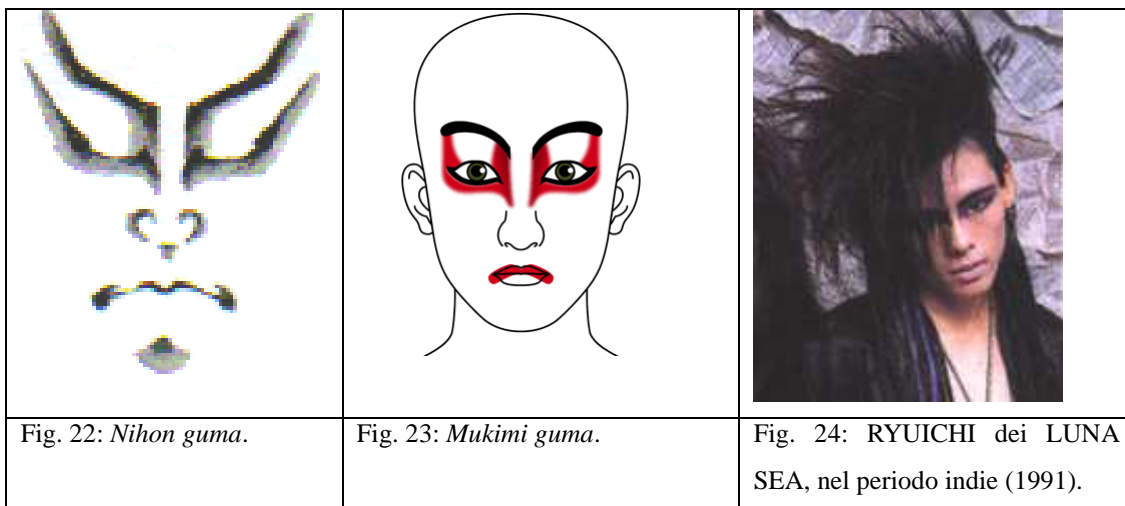 Fig. 22: Nihon guma.
Fig. 23: Mukimi guma.
Fig. 24: RYUICHI dei LUNA
SEA, nel periodo indie (1991).